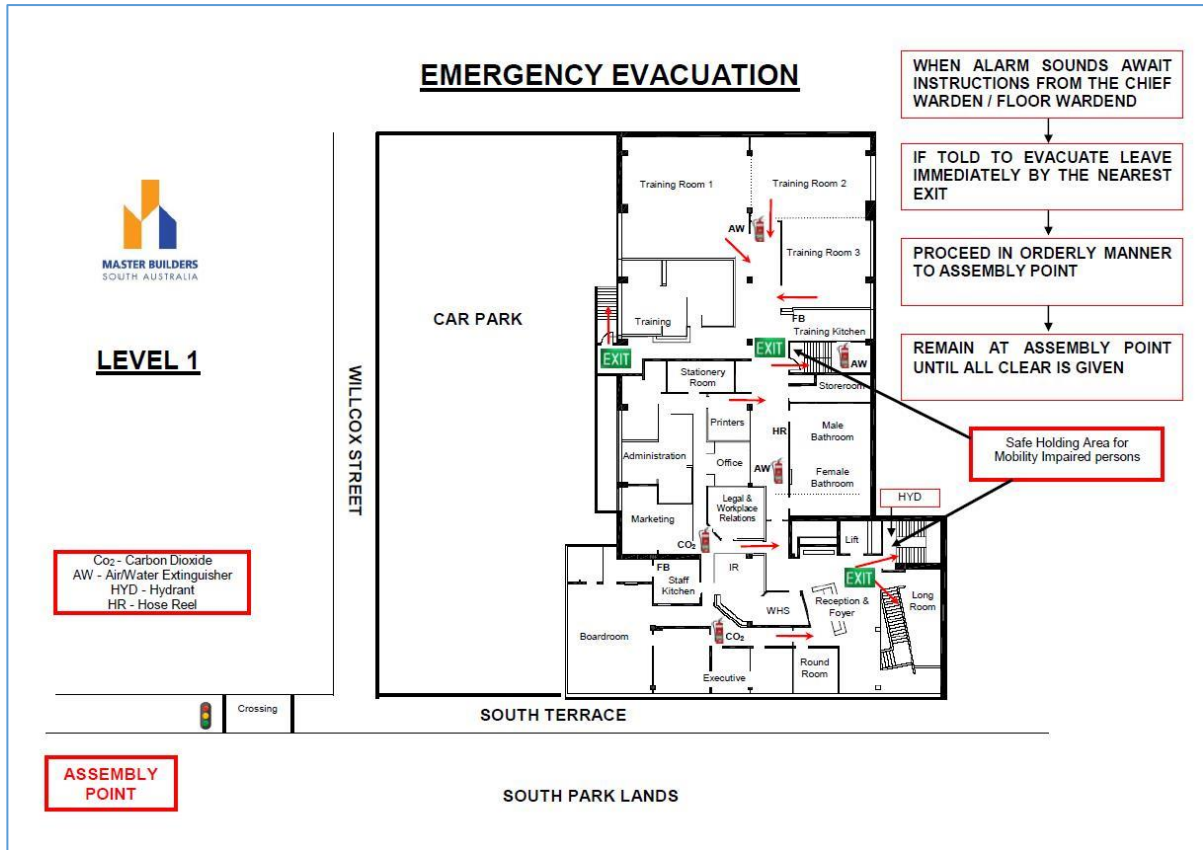 EMERGENCY EVACUATION
WHEN ALARM SOUNDS AWAIT
INSTRUCTIONS FROM THE CHIEF
WARDEN / FLOOR WARDEND
IF TOLD TO EVACUATE LEAVE
IMMEDIATELY BY THE NEAREST
EXIT
PROCEED IN ORDERLY MANNER
TO ASSEMBLY POINT
REMAIN AT ASSEMBLY POINT
UNTIL ALL CLEAR IS GIVEN
MASTER BUILDERS
SOUTH AUSTRALIA
LEVEL 1
WILLCOX STREET
CAR PARK
Training Room 1
Training Room 2
AW
Training Room 3
Training
FB
Training Kitchen
EXIT
EXIT
AW
Stationery
Room
Storeroom
Printers
HR
Male
Bathroom
Administration
Office
AW
Female
Bathroom
Safe Holding Area for
Mobility Impaired persons
Legal &
Workplace
Relations
HYD
Marketing
CO2
Lift
FB
Staff
Kitchen
IR
EXIT
WHS
Reception &
Foyer
Long
Room
Boardroom
CO2
Executive
Round
Room
Co2 - Carbon Dioxide
AW - Air/Water Extinguisher
HYD – Hydrant
HR - Hose Reel
Crossing
SOUTH TERRACE
ASSEMBLY
POINT
SOUTH PARK LANDS